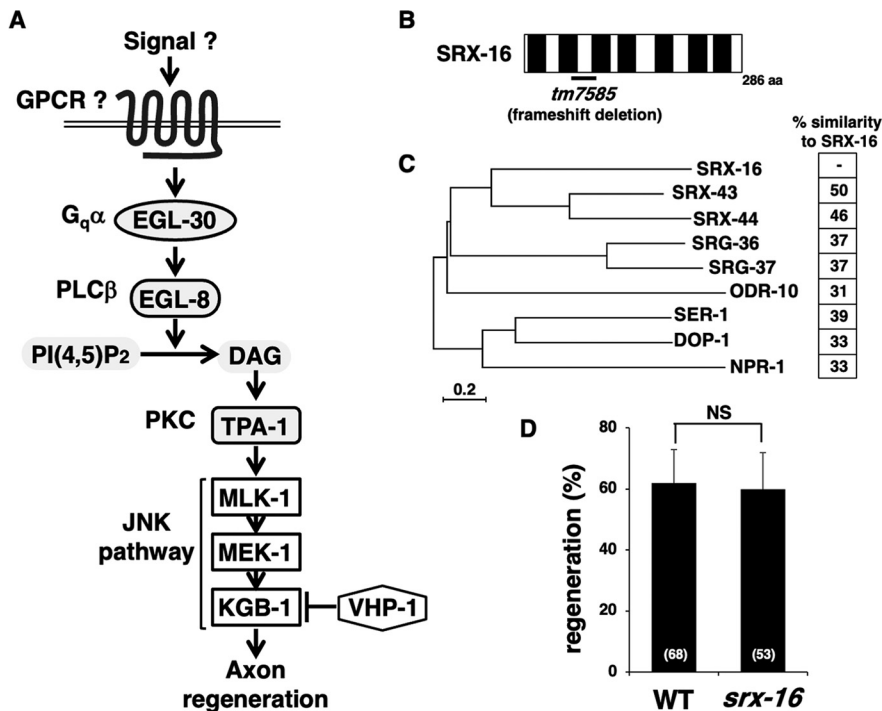 A
Signal ?
GPCR ?
Gqα
EGL-30
PLCβ
EGL-8
PI(4,5)P2
DAG
PKC
TPA-1
JNK
pathway
MLK-1
MEK-1
KGB-1
VHP-1
Axon
regeneration
B
SRX-16
286 aa
tm7585
(frameshift deletion)
% similarity
to SRX-16
C
SRX-16 -
SRX-43 50
SRX-44 46
SRG-36 37
SRG-37 37
ODR-10 31
SER-1 39
DOP-1 33
NPR-1 33
0.2
D
NS
regeneration (%)
80
60
40
20
0
(68) (53)
WT srx-16